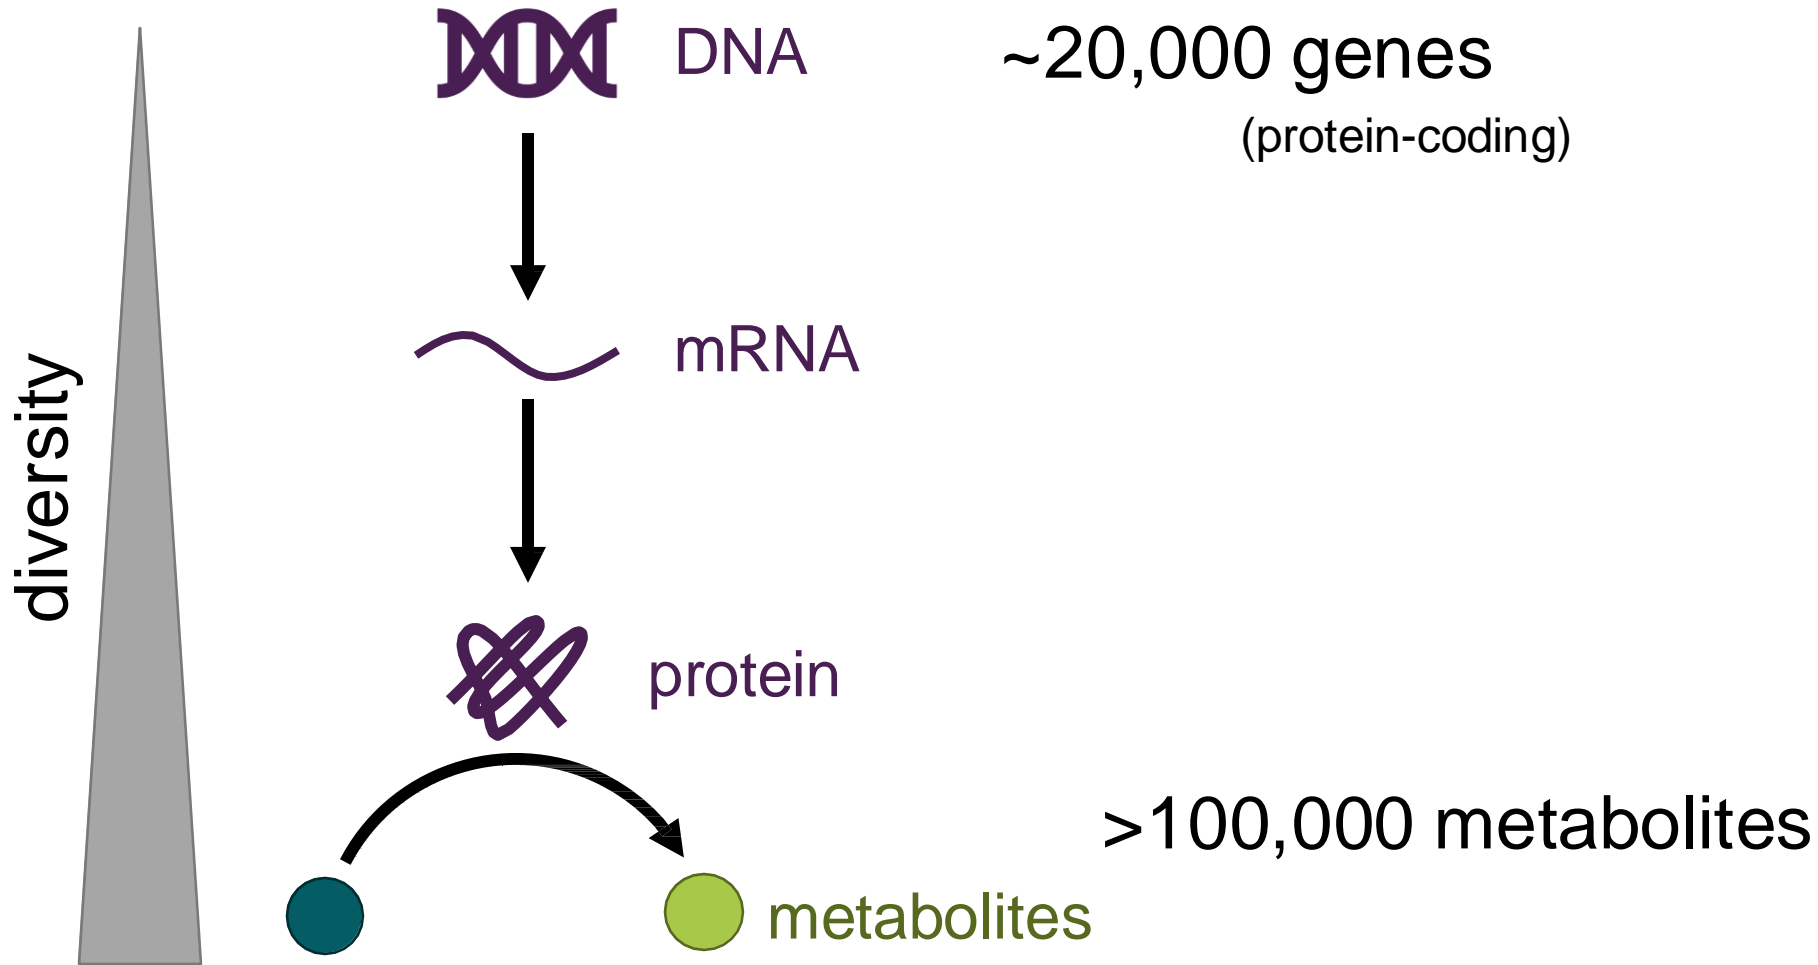 DNA
~20,000 genes
(protein-coding)
mRNA
diversity
protein
>100,000 metabolites
metabolites